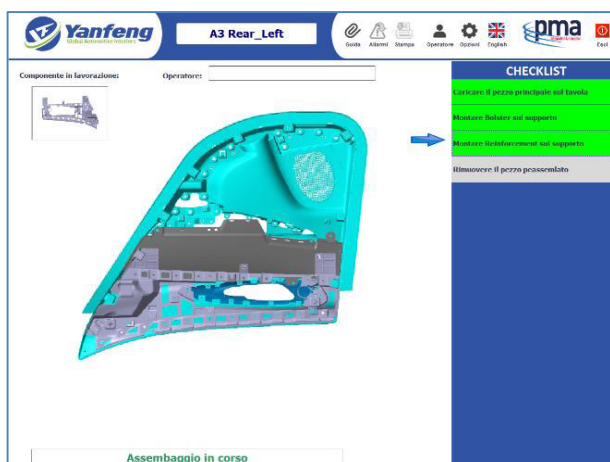 Yanfeng
Global Automotive Interiors
A3 Rear_Left
Guida
Allarmi
Stampa
Operatore
Opzioni
English
pma
Esci
Componente in lavorazione:
Operatore:
CHECKLIST
Caricare il pezzo principale sul tavola
Montare Bolster sul supporto
Montare Reinforcement sul supporto
Rimuovere il pezzo peassemlato
Assembaggio in corso